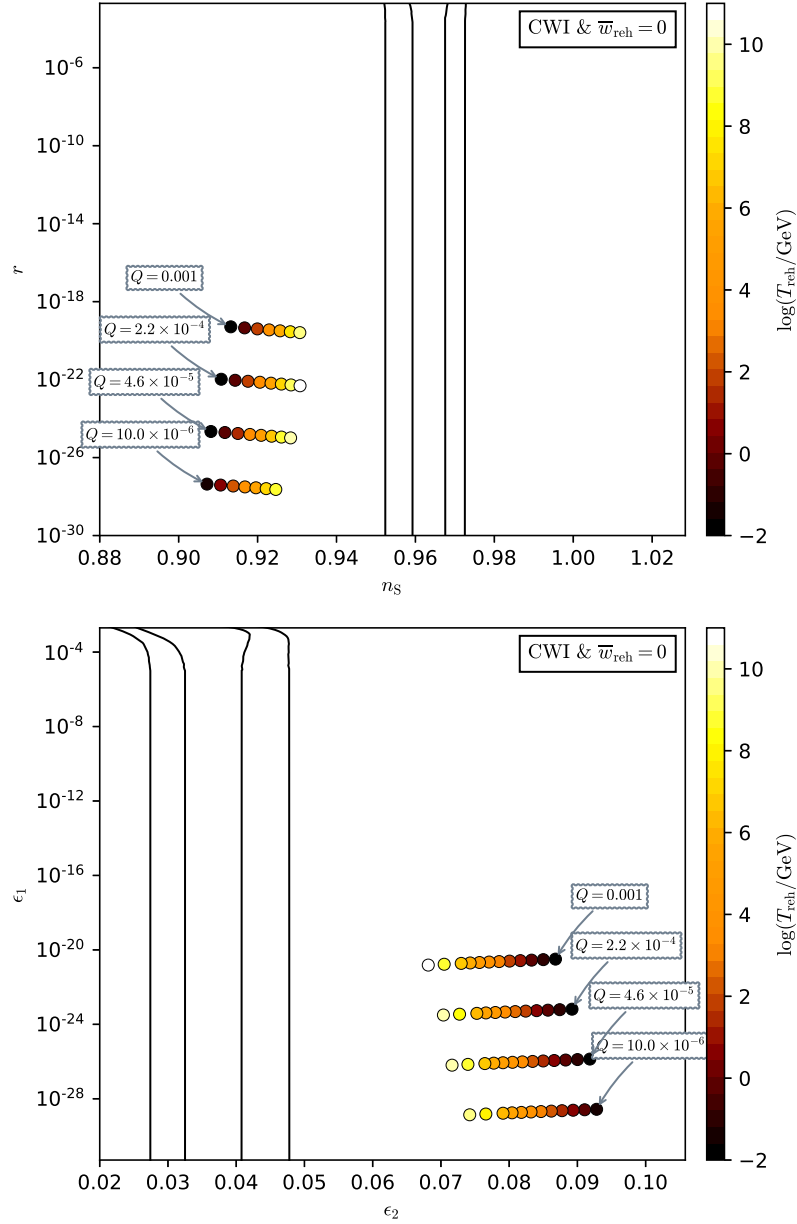 CWI & w̅reh = 0
10⁻⁶
10⁻¹⁰
10⁻¹⁴
10⁻¹⁸
10⁻²²
10⁻²⁶
10⁻³⁰
r
Q = 0.001
Q = 2.2 × 10⁻⁴
Q = 4.6 × 10⁻⁵
Q = 10.0 × 10⁻⁶
0.88 0.90 0.92 0.94 0.96 0.98 1.00 1.02
nS
10
8
6
4
2
0
−2
log(Treh/GeV)
CWI & w̅reh = 0
10⁻⁴
10⁻⁸
10⁻¹²
10⁻¹⁶
10⁻²⁰
10⁻²⁴
10⁻²⁸
ϵ₁
Q = 0.001
Q = 2.2 × 10⁻⁴
Q = 4.6 × 10⁻⁵
Q = 10.0 × 10⁻⁶
0.02 0.03 0.04 0.05 0.06 0.07 0.08 0.09 0.10
ϵ₂
10
8
6
4
2
0
−2
log(Treh/GeV)